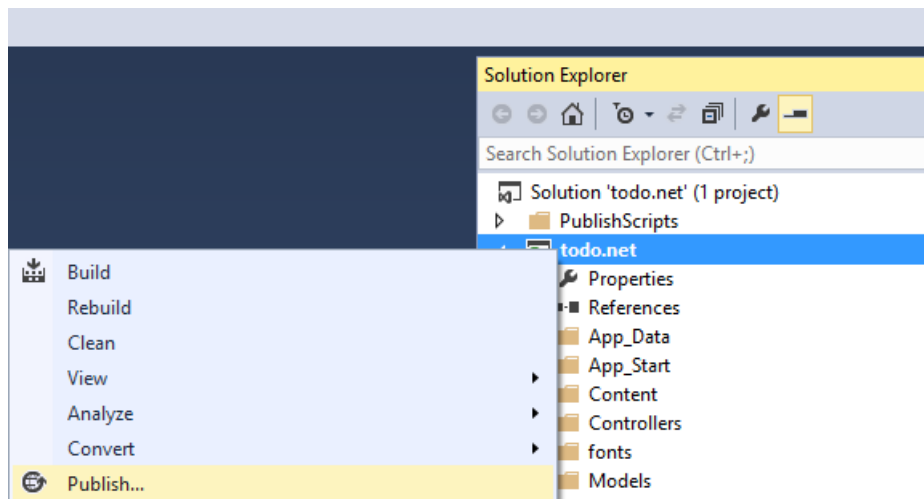 Solution Explorer
Search Solution Explorer (Ctrl+;)
Solution 'todo.net' (1 project)
PublishScripts
todo.net
Properties
References
App_Data
App_Start
Content
Controllers
fonts
Models
Build
Rebuild
Clean
View
Analyze
Convert
Publish...